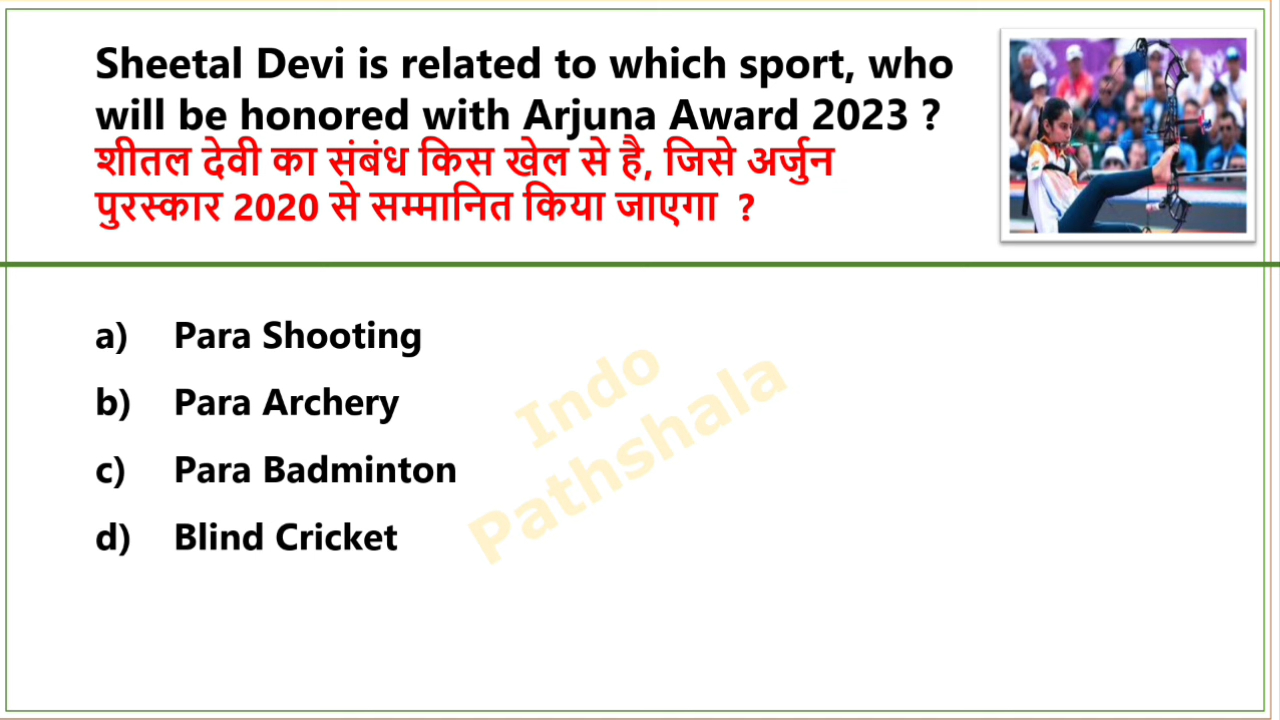 Sheetal Devi is related to which sport, who
will be honored with Arjuna Award 2023 ?
शीतल देवी का संबंध किस खेल से है, जिसे अर्जुन
पुरस्कार 2020 से सम्मानित किया जाएगा ?
a) Para Shooting
b) Para Archery
c) Para Badminton
d) Blind Cricket
Indo
Pathshala